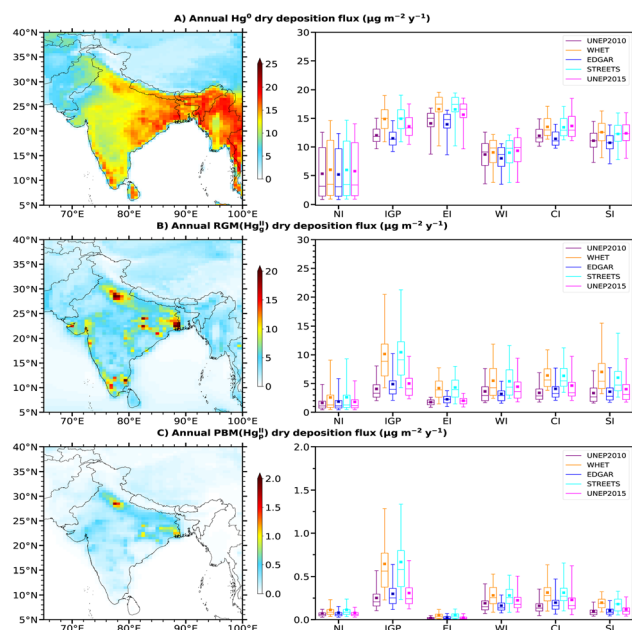 A) Annual Hg⁰ dry deposition flux (μg m⁻² y⁻¹)
40°N
35°N
30°N
25°N
20°N
15°N
10°N
5°N
70°E 80°E 90°E 100°E
25
20
15
10
5
0
30
25
20
15
10
5
0
UNEP2010
WHET
EDGAR
STREETS
UNEP2015
NI IGP EI WI CI SI
B) Annual RGM(Hgᴵᴵg) dry deposition flux (μg m⁻² y⁻¹)
40°N
35°N
30°N
25°N
20°N
15°N
10°N
5°N
70°E 80°E 90°E 100°E
20
15
10
5
0
30
25
20
15
10
5
0
UNEP2010
WHET
EDGAR
STREETS
UNEP2015
NI IGP EI WI CI SI
C) Annual PBM(Hgᴵᴵp) dry deposition flux (μg m⁻² y⁻¹)
40°N
35°N
30°N
25°N
20°N
15°N
10°N
5°N
70°E 80°E 90°E 100°E
2.0
1.5
1.0
0.5
0.0
2.0
1.5
1.0
0.5
0.0
UNEP2010
WHET
EDGAR
STREETS
UNEP2015
NI IGP EI WI CI SI